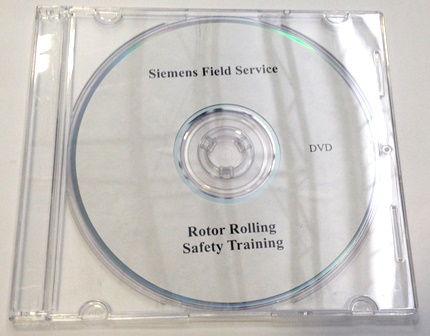 Siemens Field Service
DVD
Rotor Rolling
Safety Training